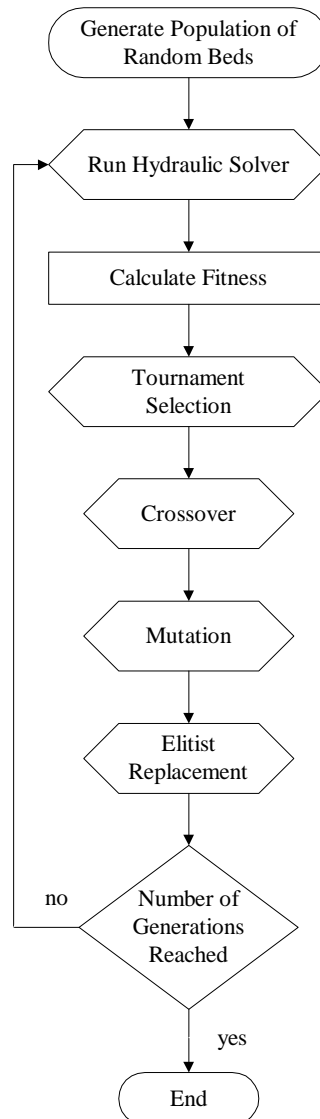 Generate Population of
Random Beds
Run Hydraulic Solver
Calculate Fitness
Tournament
Selection
Crossover
Mutation
Elitist
Replacement
no
Number of
Generations
Reached
yes
End